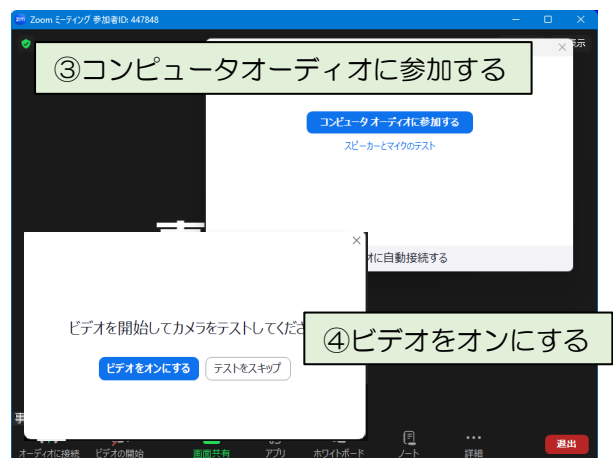 Zoom ミーティング 参加者ID: 447848
表示
③コンピュータオーディオに参加する
コンピュータ オーディオに参加する
スピーカーとマイクのテスト
に自動接続する
ビデオを開始してカメラをテストしてくださ
④ビデオをオンにする
ビデオをオンにする テストをスキップ
オーディオに接続 ビデオの開始 画面共有 アプリ ホワイトボード ノート 詳細 退出